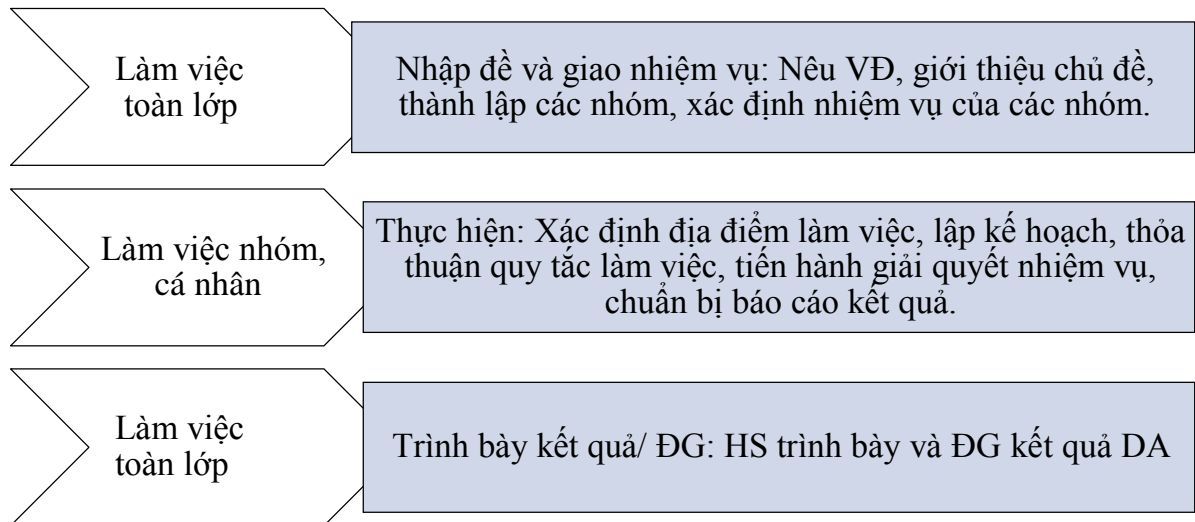 Làm việc
toàn lớp
Nhập đề và giao nhiệm vụ: Nêu VĐ, giới thiệu chủ đề,
thành lập các nhóm, xác định nhiệm vụ của các nhóm.
Làm việc nhóm,
cá nhân
Thực hiện: Xác định địa điểm làm việc, lập kế hoạch, thỏa
thuận quy tắc làm việc, tiến hành giải quyết nhiệm vụ,
chuẩn bị báo cáo kết quả.
Làm việc
toàn lớp
Trình bày kết quả/ ĐG: HS trình bày và ĐG kết quả DA